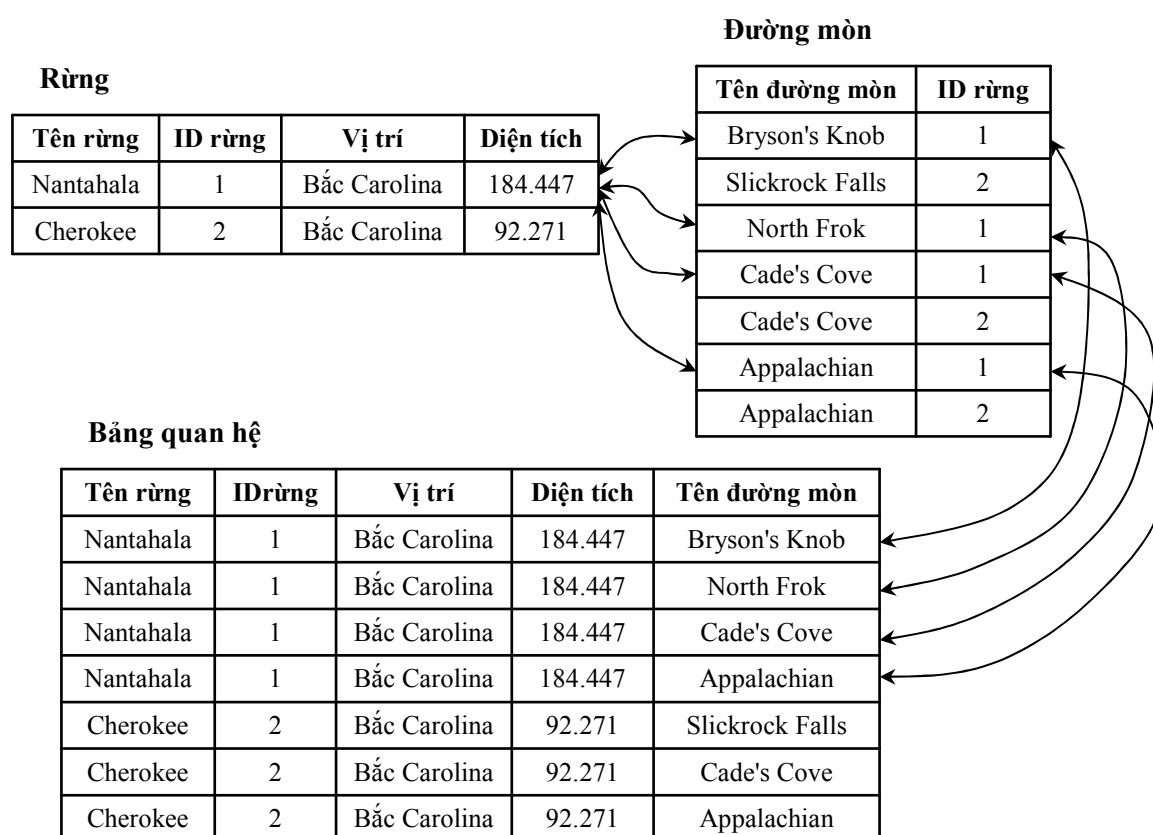 Đường mòn
Tên đường mòn ID rừng
Bryson's Knob 1
Slickrock Falls 2
North Frok 1
Cade's Cove 1
Cade's Cove 2
Appalachian 1
Appalachian 2
Rừng
Tên rừng ID rừng Vị trí Diện tích
Nantahala 1 Bắc Carolina 184.447
Cherokee 2 Bắc Carolina 92.271
Bảng quan hệ
Tên rừng IDrừng Vị trí Diện tích Tên đường mòn
Nantahala 1 Bắc Carolina 184.447 Bryson's Knob
Nantahala 1 Bắc Carolina 184.447 North Frok
Nantahala 1 Bắc Carolina 184.447 Cade's Cove
Nantahala 1 Bắc Carolina 184.447 Appalachian
Cherokee 2 Bắc Carolina 92.271 Slickrock Falls
Cherokee 2 Bắc Carolina 92.271 Cade's Cove
Cherokee 2 Bắc Carolina 92.271 Appalachian